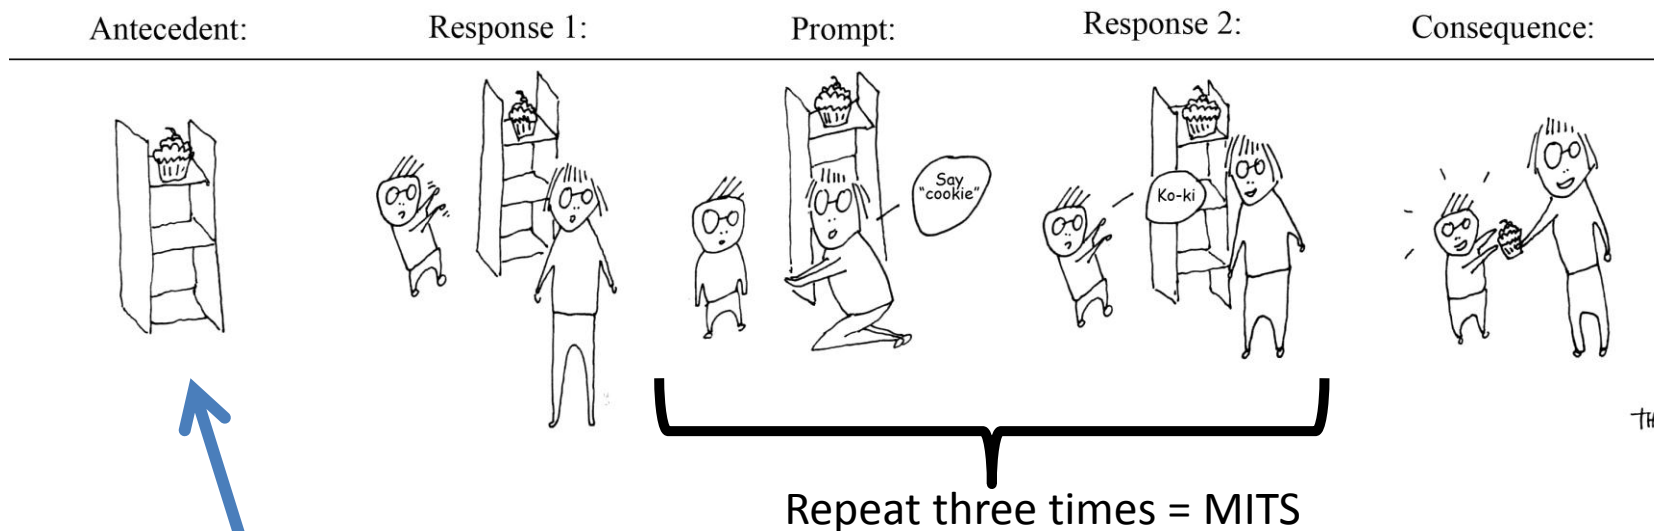 Antecedent:
Response 1:
Prompt:
Response 2:
Consequence:
Say
"cookie"
Ko-ki
Repeat three times = MITS